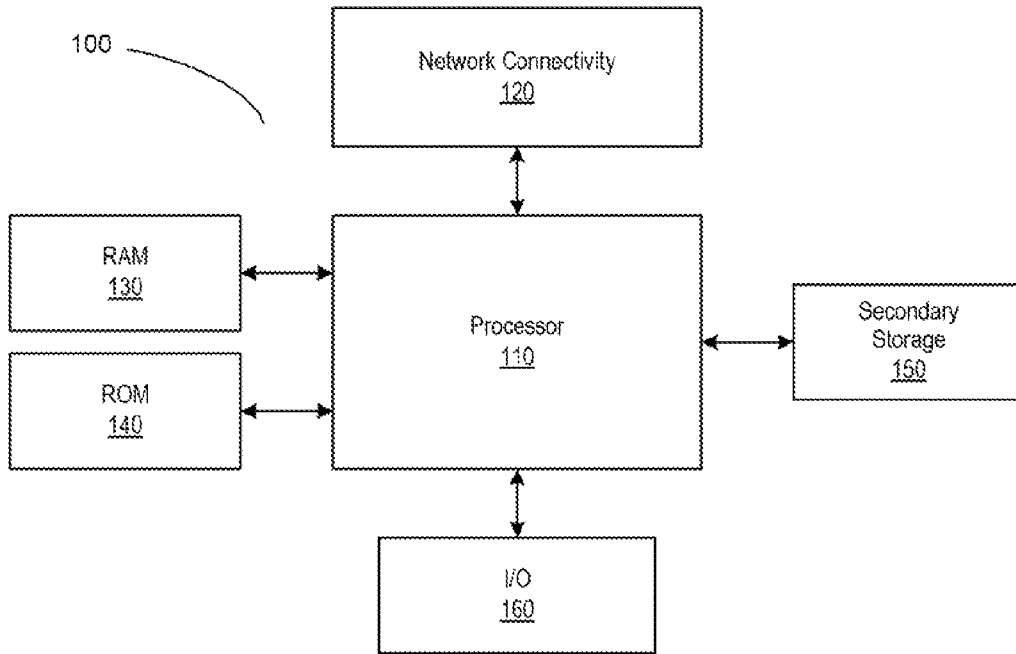 100
Network Connectivity
120
RAM
130
Processor
110
Secondary
Storage
150
ROM
140
I/O
160